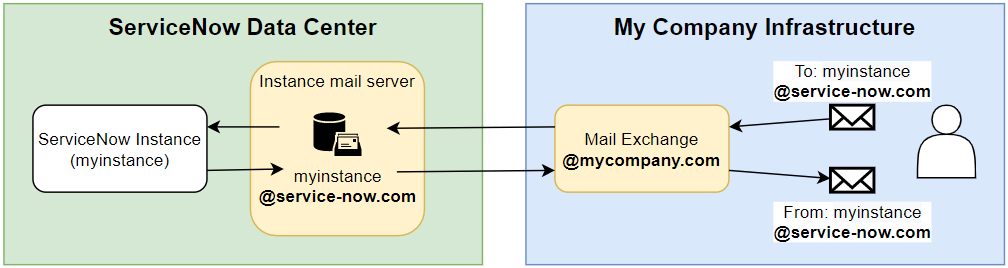 ServiceNow Data Center
My Company Infrastructure
Instance mail server
ServiceNow Instance
(myinstance)
myinstance
@service-now.com
Mail Exchange
@mycompany.com
To: myinstance
@service-now.com
From: myinstance
@service-now.com